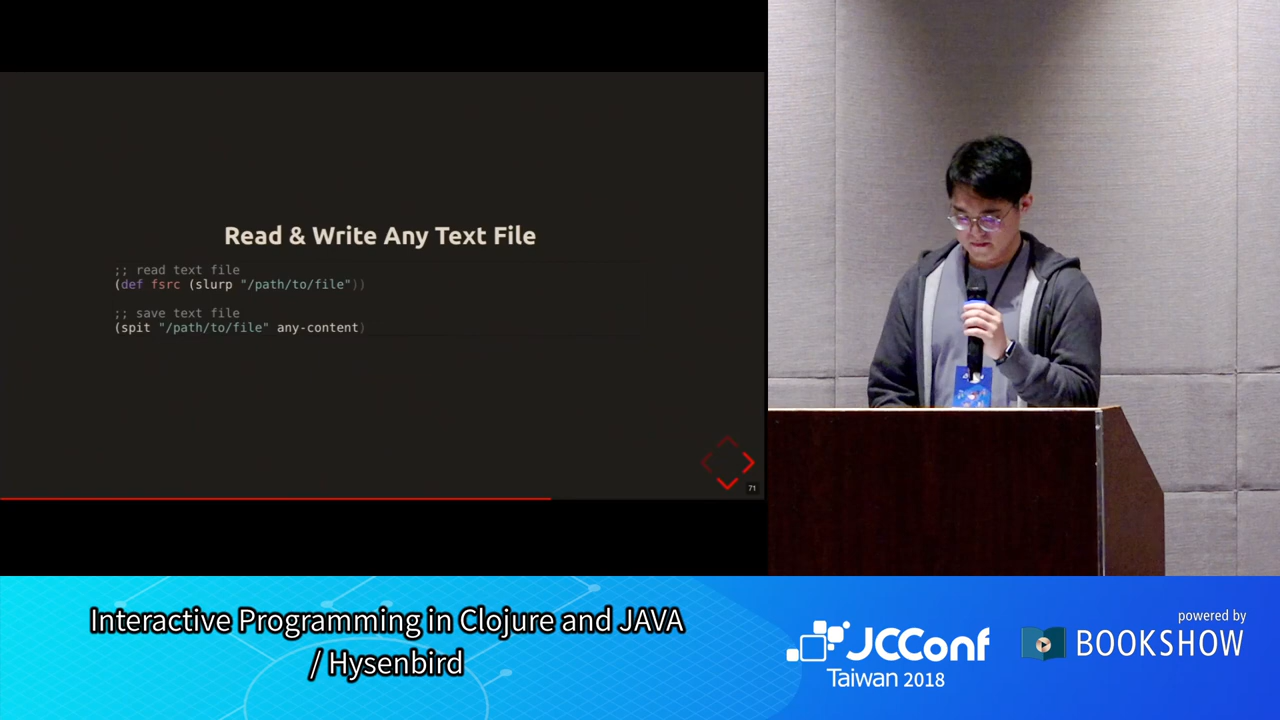 Read & Write Any Text File
;; read text file
(def fsrc (slurp "/path/to/file"))
;; save text file
(spit "/path/to/file" any-content)
71
Interactive Programming in Clojure and JAVA
/ Hysenbird
JCConf
Taiwan 2018
powered by
BOOKSHOW